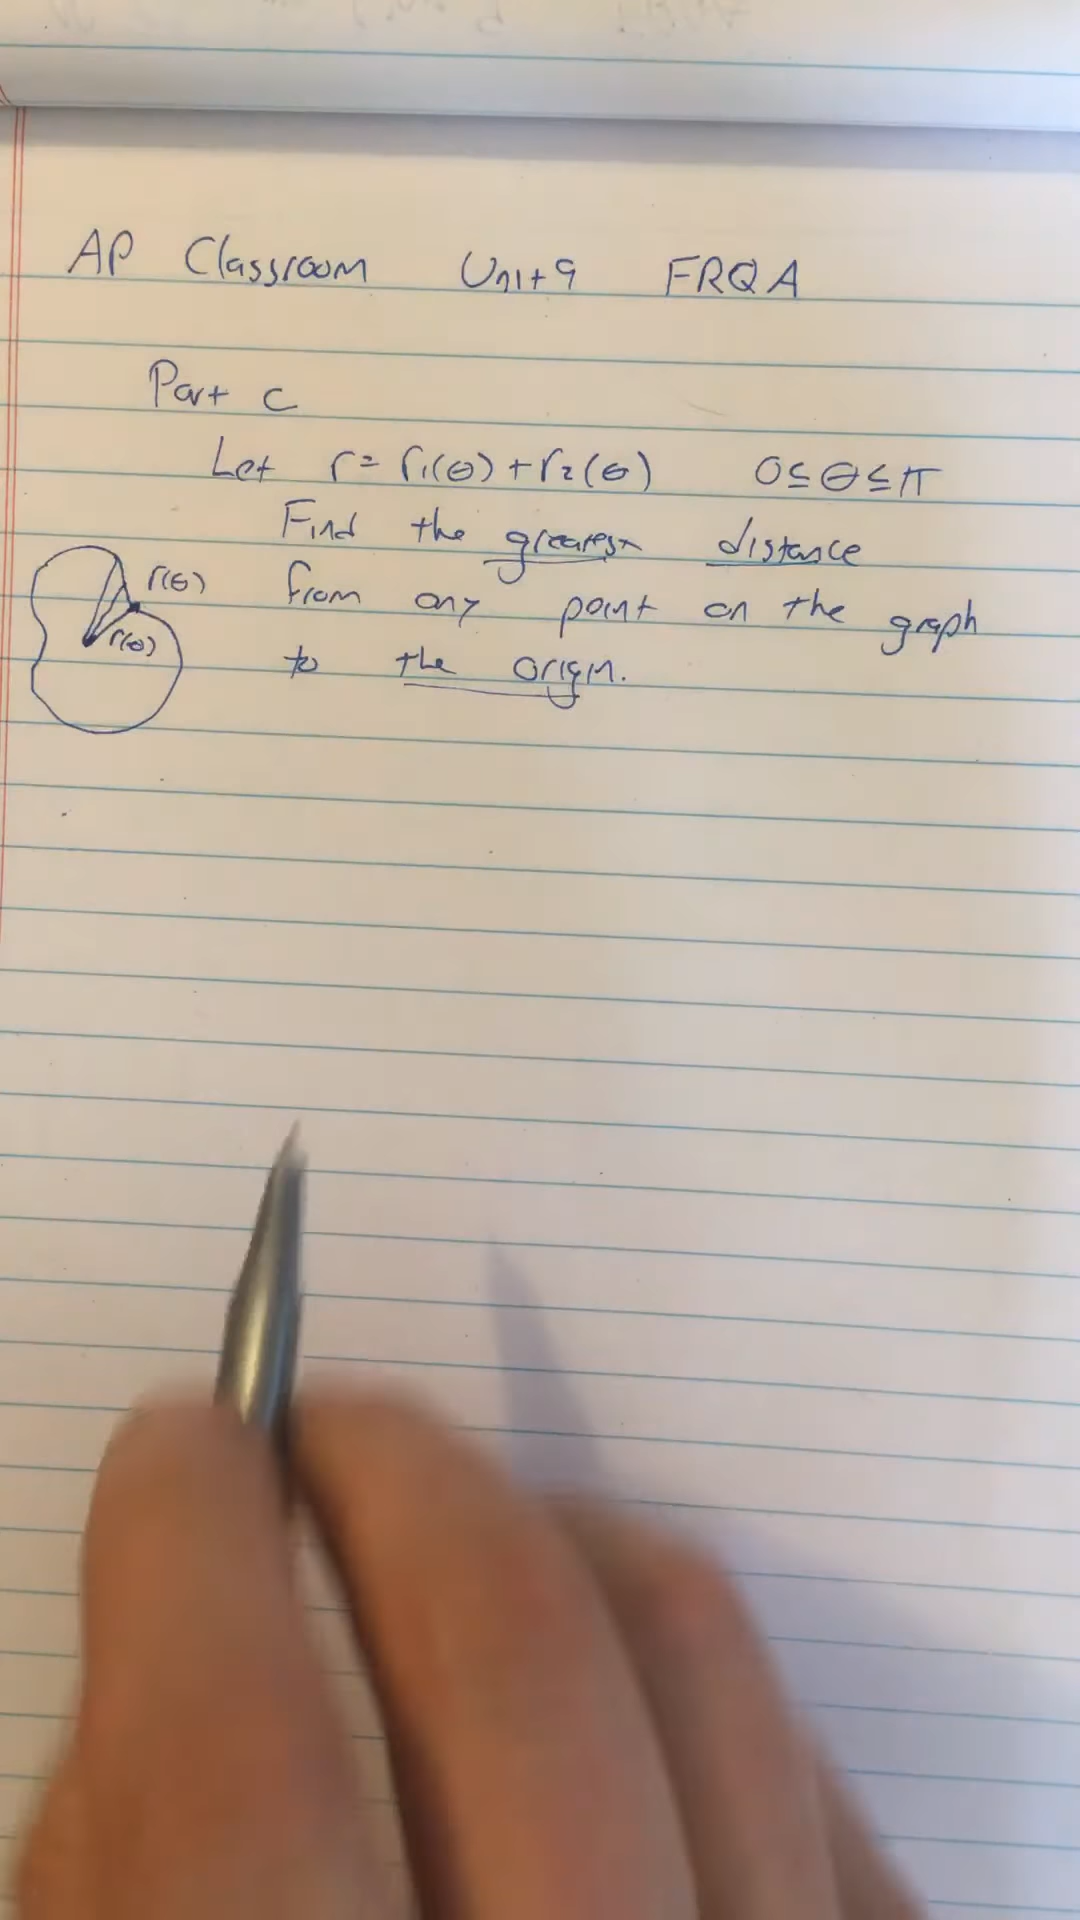 AP Classroom Unit 9 FRQ A
Part C
Let r = r₁(θ) + r₂(θ) 0 ≤ θ ≤ π
Find the greatest distance
from any point on the graph
to the origin.
r(θ)
r(θ)